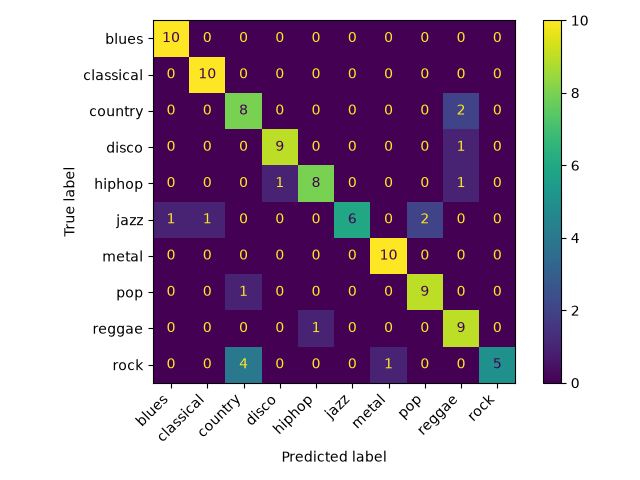 blues 10 0 0 0 0 0 0 0 0 0 10
classical 0 10 0 0 0 0 0 0 0 0
country 0 0 8 0 0 0 0 0 2 0 8
disco 0 0 0 9 0 0 0 0 1 0
hiphop 0 0 0 1 8 0 0 0 1 0 6
True label
jazz 1 1 0 0 0 6 0 2 0 0 4
metal 0 0 0 0 0 0 10 0 0 0
pop 0 0 1 0 0 0 0 9 0 0 2
reggae 0 0 0 0 1 0 0 0 9 0
rock 0 0 4 0 0 0 1 0 0 5 0
blues classical country disco hiphop jazz metal pop reggae rock
Predicted label